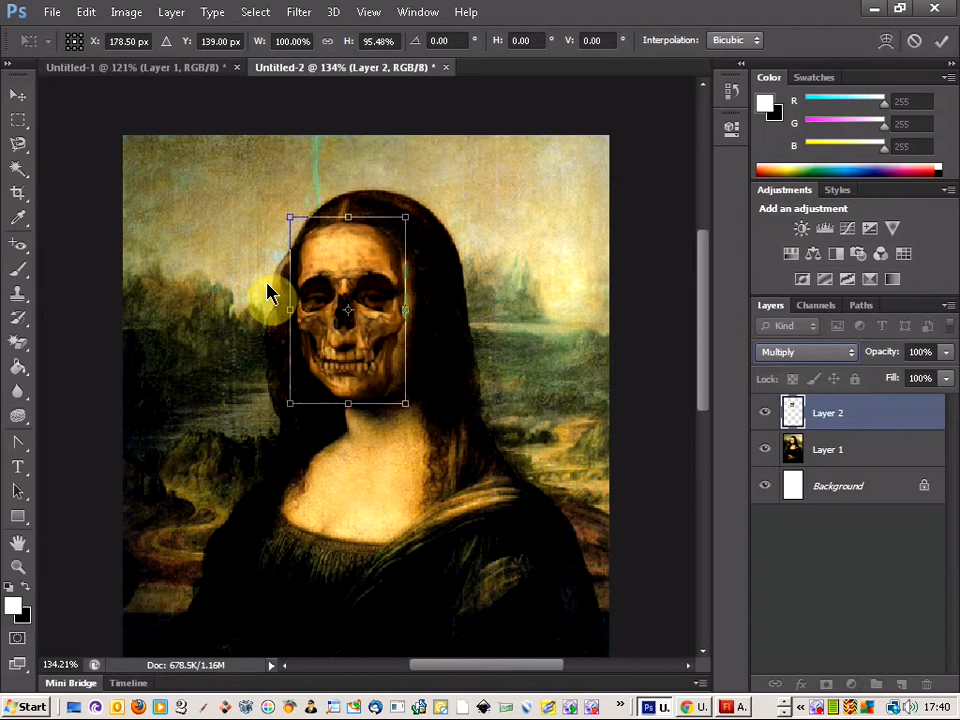 Ps File Edit Image Layer Type Select Filter 3D View Window Help
X: 178.50 px Y: 139.00 px W: 100.00% H: 95.48% 0.00 ° H: 0.00 ° V: 0.00 ° Interpolation: Bicubic
Untitled-1 @ 121% (Layer 1, RGB/8) * × Untitled-2 @ 134% (Layer 2, RGB/8) * ×
Color Swatches
R 255
G 255
B 255
Adjustments Styles
Add an adjustment
Layers Channels Paths
Kind
Multiply Opacity: 100%
Lock: Fill: 100%
Layer 2
Layer 1
Background
134.21% Doc: 678.5K/1.16M
Mini Bridge Timeline
Start Ps U. U. Fl A. 17:40